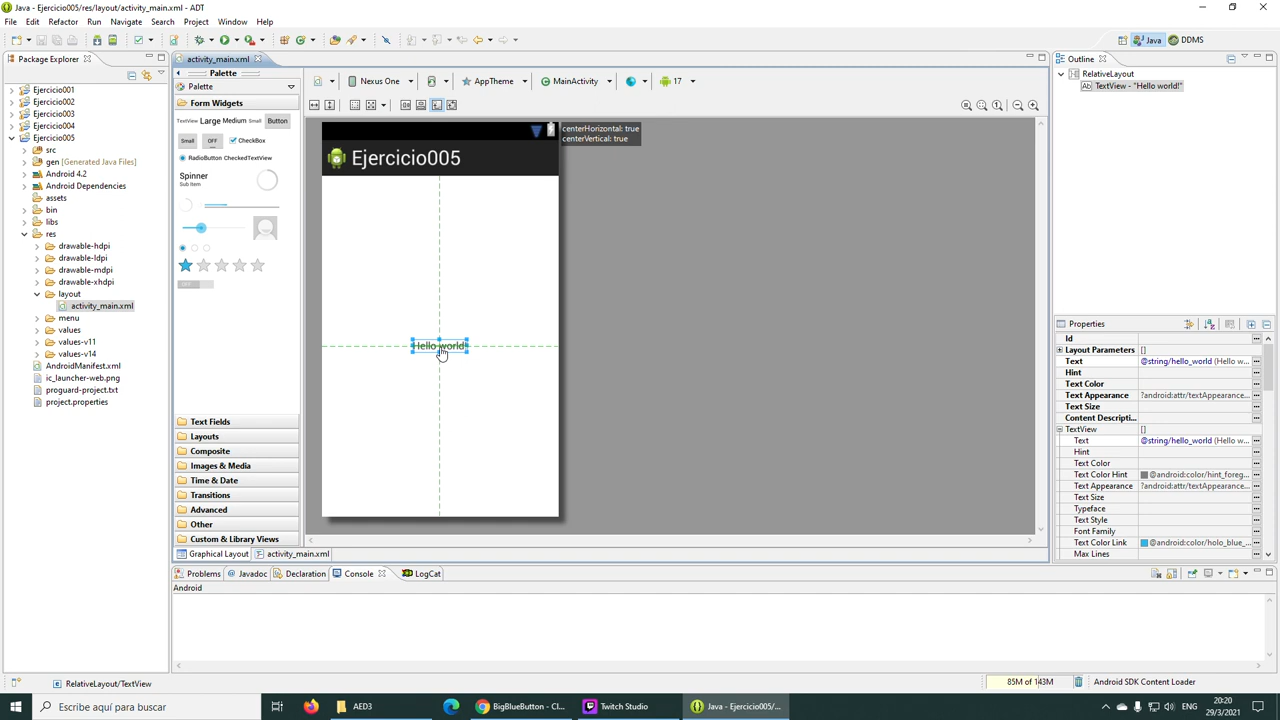 Java - Ejercicio005/res/layout/activity_main.xml - ADT
File Edit Refactor Run Navigate Search Project Window Help
Java DDMS
Package Explorer
Ejercicio001
Ejercicio002
Ejercicio003
Ejercicio004
Ejercicio005
src
gen [Generated Java Files]
Android 4.2
Android Dependencies
assets
bin
libs
res
drawable-hdpi
drawable-ldpi
drawable-mdpi
drawable-xhdpi
layout
activity_main.xml
menu
values
values-v11
values-v14
AndroidManifest.xml
ic_launcher-web.png
proguard-project.txt
project.properties
activity_main.xml
Palette
Palette
Form Widgets
TextView Large Medium Small Button
Small OFF CheckBox
RadioButton CheckedTextView
Spinner
Sub Item
OFF
Text Fields
Layouts
Composite
Images & Media
Time & Date
Transitions
Advanced
Other
Custom & Library Views
Graphical Layout activity_main.xml
Nexus One AppTheme MainActivity 17
Ejercicio005
centerHorizontal: true
centerVertical: true
Hello world
Outline
RelativeLayout
Ab TextView - "Hello world!"
Properties
Id
Layout Parameters []
Text @string/hello_world (Hello w...
Hint
Text Color
Text Appearance ?android:attr/textAppearance...
Text Size
Content Descripti...
TextView []
Text @string/hello_world (Hello w...
Hint
Text Color
Text Color Hint @android:color/hint_foreg...
Text Appearance ?android:attr/textAppearance...
Text Size
Typeface
Text Style
Font Family
Text Color Link @android:color/holo_blue_...
Max Lines
Problems @ Javadoc Declaration Console LogCat
Android
RelativeLayout/TextView
85M of 143M
Android SDK Content Loader
Escribe aquí para buscar
AED3
BigBlueButton - Cl...
Twitch Studio
Java - Ejercicio005/...
ENG
20:20
29/3/2021